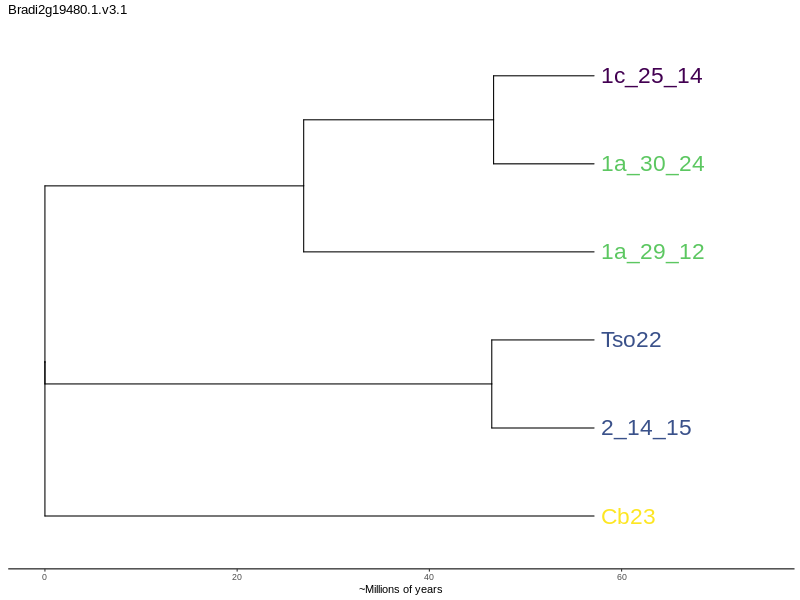 Bradi2g19480.1.v3.1
1c_25_14
1a_30_24
1a_29_12
Tso22
2_14_15
Cb23
0 20 40 60
~Millions of years